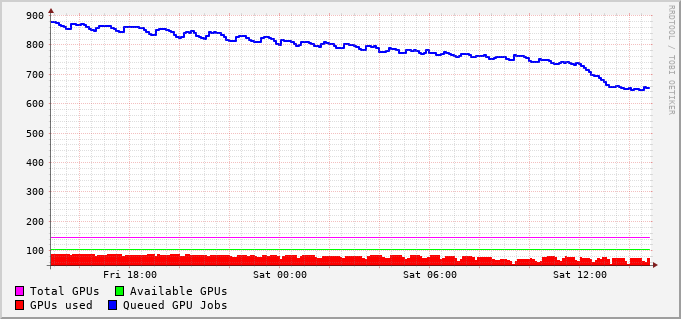 900
800
700
600
500
400
300
200
100
Fri 18:00 Sat 00:00 Sat 06:00 Sat 12:00
Total GPUs Available GPUs
GPUs used Queued GPU Jobs
RRDTOOL / TOBI OETIKER